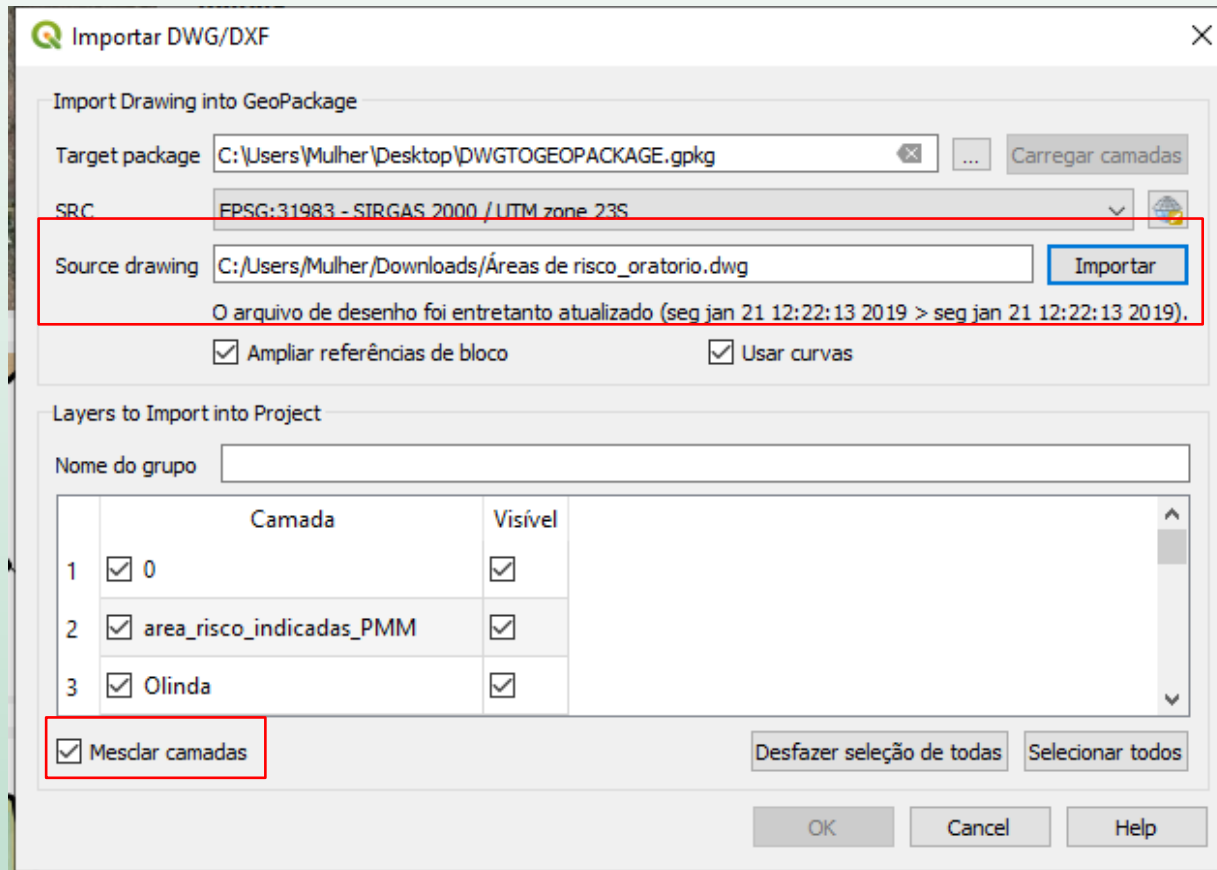 Importar DWG/DXF
Import Drawing into GeoPackage
Target package C:\Users\Mulher\Desktop\DWGTOGEOPACKAGE.gpkg ... Carregar camadas
SRC EPSG:31983 - SIRGAS 2000 / UTM zone 23S
Source drawing C:/Users/Mulher/Downloads/Áreas de risco_oratorio.dwg Importar
O arquivo de desenho foi entretanto atualizado (seg jan 21 12:22:13 2019 > seg jan 21 12:22:13 2019).
Ampliar referências de bloco Usar curvas
Layers to Import into Project
Nome do grupo
Camada Visível
1 0
2 area_risco_indicadas_PMM
3 Olinda
Mesclar camadas Desfazer seleção de todas Selecionar todos
OK Cancel Help